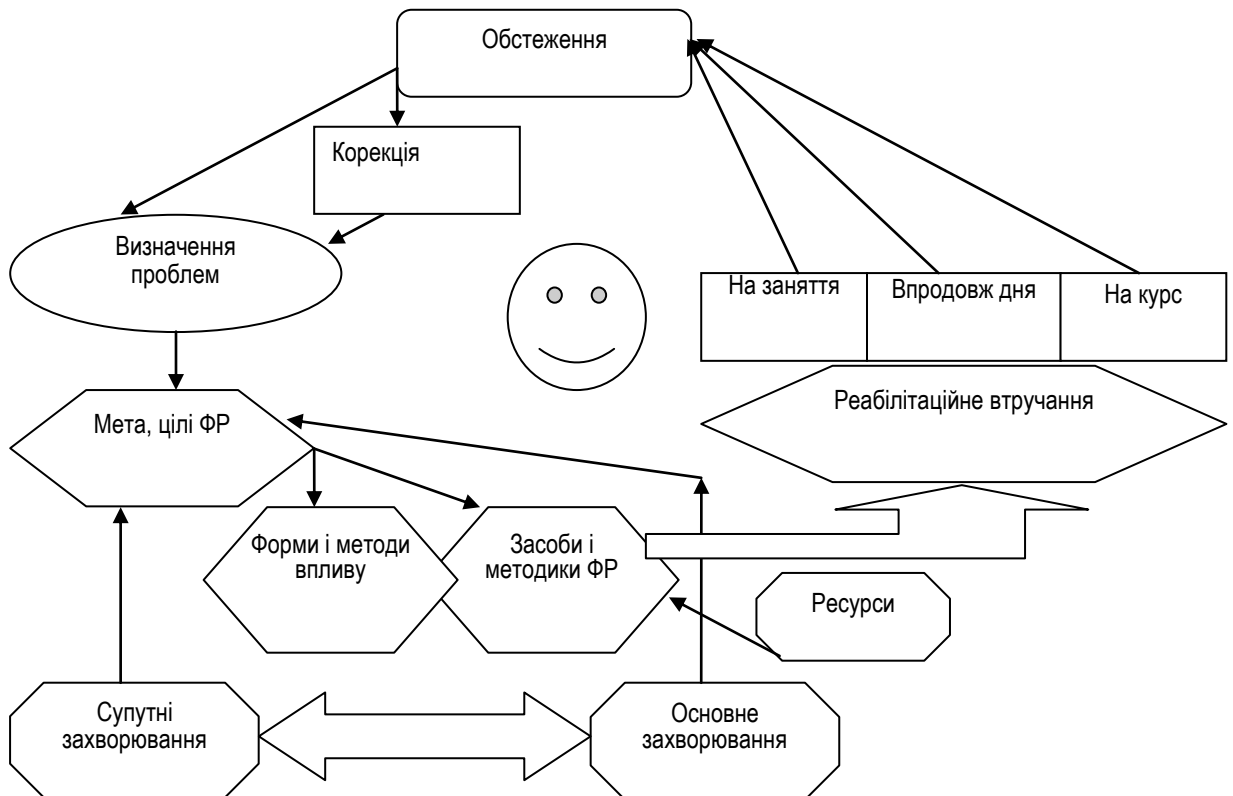 Обстеження
Корекція
Визначення
проблем
На заняття
Впродовж дня
На курс
Мета, цілі ФР
Реабілітаційне втручання
Форми і методи
впливу
Засоби і
методики ФР
Ресурси
Супутні
захворювання
Основне
захворювання